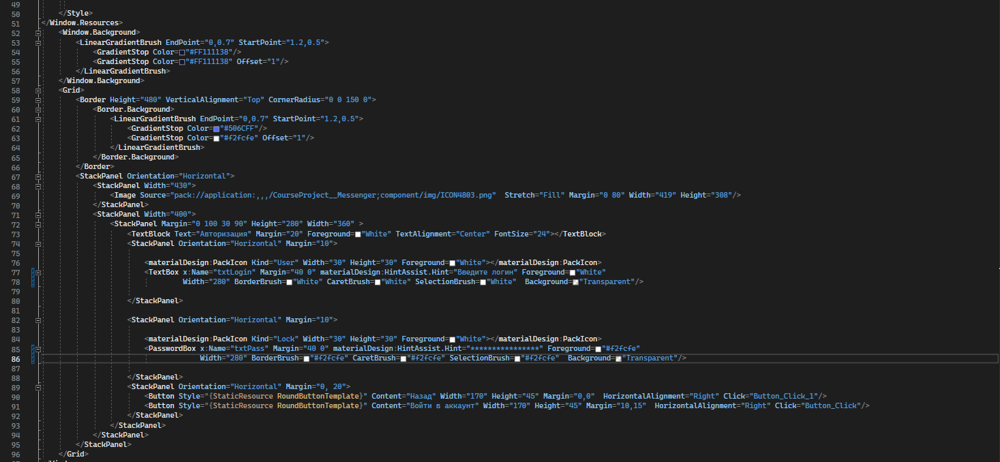 49
50 </Style>
51 </Window.Resources>
52 <Window.Background>
53 <LinearGradientBrush EndPoint="0,0.7" StartPoint="1.2,0.5">
54 <GradientStop Color="#FF111138"/>
55 <GradientStop Color="#FF111138" Offset="1"/>
56 </LinearGradientBrush>
57 </Window.Background>
58 <Grid>
59 <Border Height="480" VerticalAlignment="Top" CornerRadius="0 0 150 0">
60 <Border.Background>
61 <LinearGradientBrush EndPoint="0,0.7" StartPoint="1.2,0.5">
62 <GradientStop Color="#506CFF"/>
63 <GradientStop Color="#f2fcfe" Offset="1"/>
64 </LinearGradientBrush>
65 </Border.Background>
66 </Border>
67 <StackPanel Orientation="Horizontal">
68 <StackPanel Width="430">
69 <Image Source="pack://application:,,,/CourseProject__Messenger;component/img/ICON4803.png" Stretch="Fill" Margin="0 80" Width="419" Height="308"/>
70 </StackPanel>
71 <StackPanel Width="400">
72 <StackPanel Margin="0 100 30 90" Height="280" Width="360" >
73 <TextBlock Text="Авторизация" Margin="20" Foreground="White" TextAlignment="Center" FontSize="24"></TextBlock>
74 <StackPanel Orientation="Horizontal" Margin="10">
75
76 <materialDesign:PackIcon Kind="User" Width="30" Height="30" Foreground="White"></materialDesign:PackIcon>
77 <TextBox x:Name="txtLogin" Margin="40 0" materialDesign:HintAssist.Hint="Введите логин" Foreground="White"
78 Width="280" BorderBrush="White" CaretBrush="White" SelectionBrush="White" Background="Transparent"/>
79
80 </StackPanel>
81
82 <StackPanel Orientation="Horizontal" Margin="10">
83
84 <materialDesign:PackIcon Kind="Lock" Width="30" Height="30" Foreground="White"></materialDesign:PackIcon>
85 <PasswordBox x:Name="txtPass" Margin="40 0" materialDesign:HintAssist.Hint="****************" Foreground="#f2fcfe"
86 Width="280" BorderBrush="#f2fcfe" CaretBrush="#f2fcfe" SelectionBrush="#f2fcfe" Background="Transparent"/>
87
88 </StackPanel>
89 <StackPanel Orientation="Horizontal" Margin="0, 20">
90 <Button Style="{StaticResource RoundButtonTemplate}" Content="Назад" Width="170" Height="45" Margin="0,0" HorizontalAlignment="Right" Click="Button_Click_1"/>
91 <Button Style="{StaticResource RoundButtonTemplate}" Content="Войти в аккаунт" Width="170" Height="45" Margin="10,15" HorizontalAlignment="Right" Click="Button_Click"/>
92 </StackPanel>
93 </StackPanel>
94 </StackPanel>
95 </StackPanel>
96 </Grid>